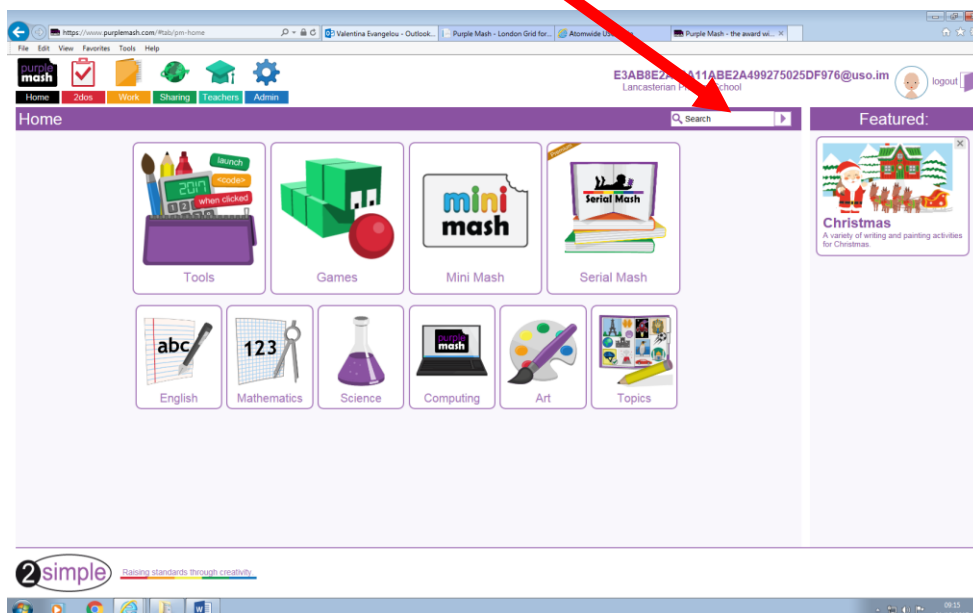 https://www.purplemash.com/#tab/pm-home
Valentina Evangelou - Outlook...
Purple Mash - London Grid for...
Atomwide
Purple Mash - the award wi...
File Edit View Favorites Tools Help
purple
mash
Home 2dos Work Sharing Teachers Admin
Lancasterian
logout
Home
Search
Featured:
launch
<code>
when clicked
2017
mini
mash
Serial Mash
Tools Games Mini Mash Serial Mash
Christmas
A variety of writing and painting activities
for Christmas.
abc
123
purple
mash
English Mathematics Science Computing Art Topics
2simple
Raising standards through creativity
09:15